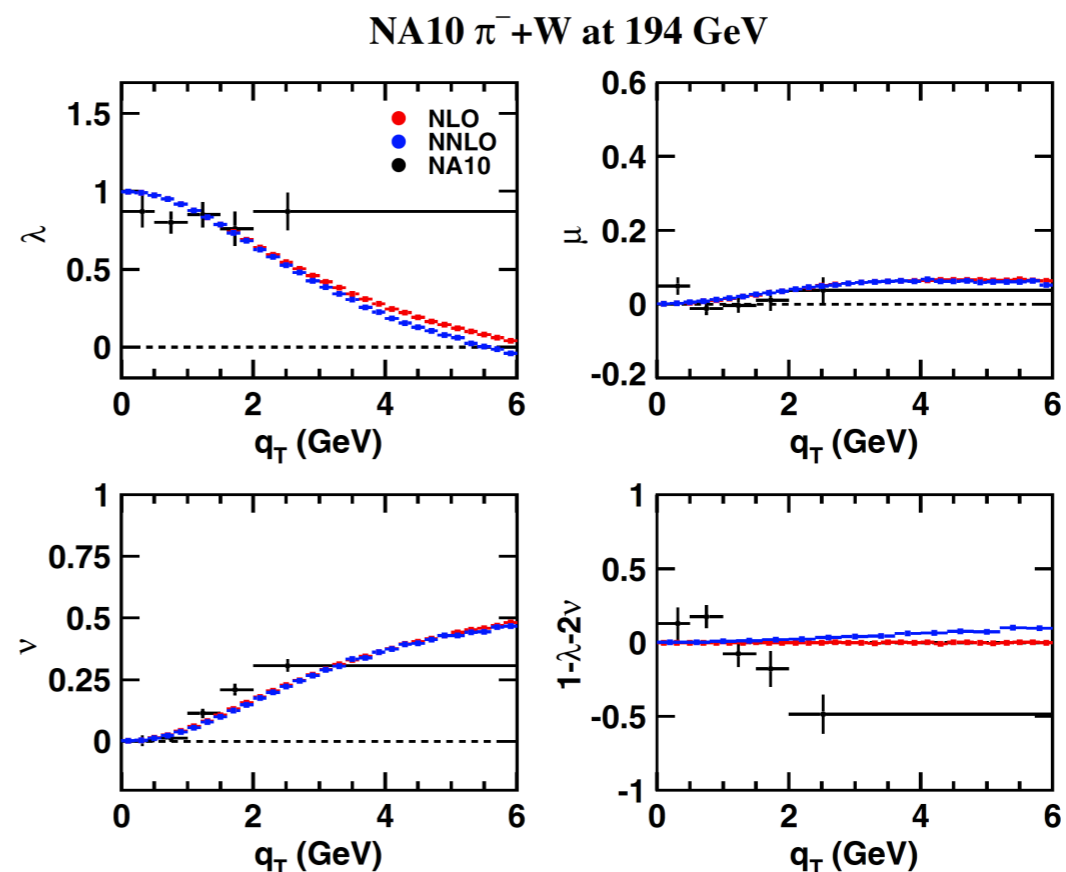 NA10 π⁻+W at 194 GeV
1.5
1
0.5
0
λ
NLO
NNLO
NA10
0 2 4 6
q_T (GeV)
0.6
0.4
0.2
0
-0.2
μ
0 2 4 6
q_T (GeV)
1
0.75
0.5
0.25
0
ν
0 2 4 6
q_T (GeV)
1
0.5
0
-0.5
-1
1-λ-2ν
0 2 4 6
q_T (GeV)